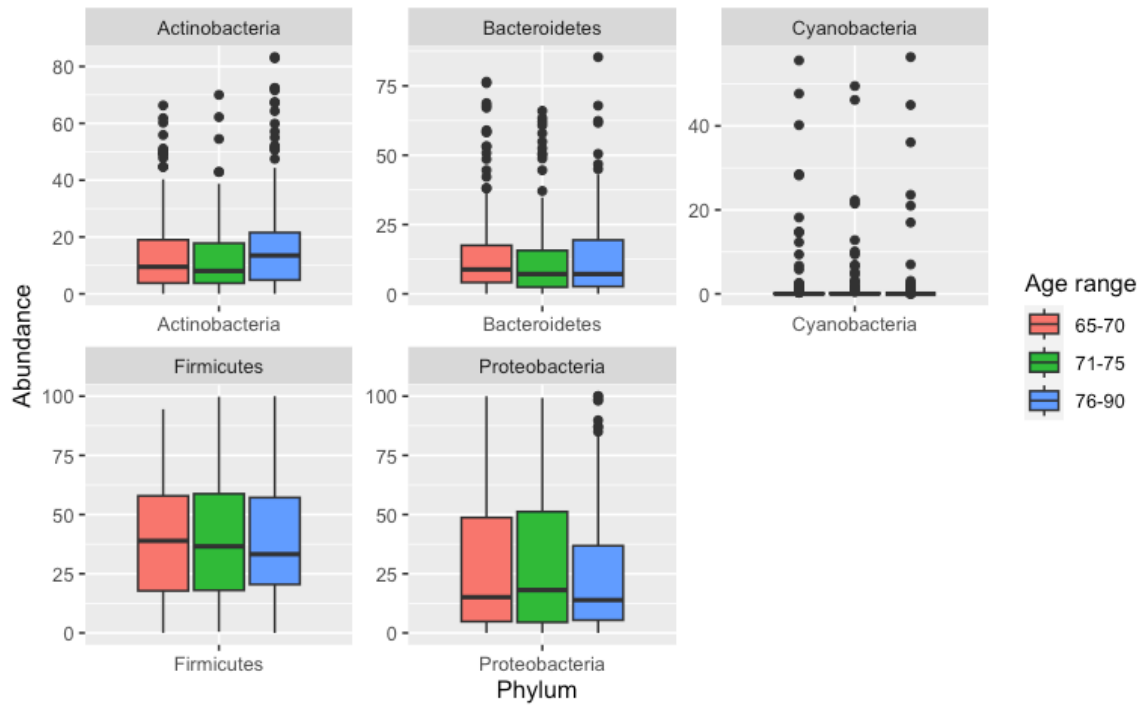 Actinobacteria
Bacteroidetes
Cyanobacteria
80
60
40
20
0
75
50
25
0
40
20
0
Actinobacteria
Bacteroidetes
Cyanobacteria
Abundance
Firmicutes
Proteobacteria
100
75
50
25
0
100
75
50
25
0
Firmicutes
Proteobacteria
Phylum
Age range
65-70
71-75
76-90